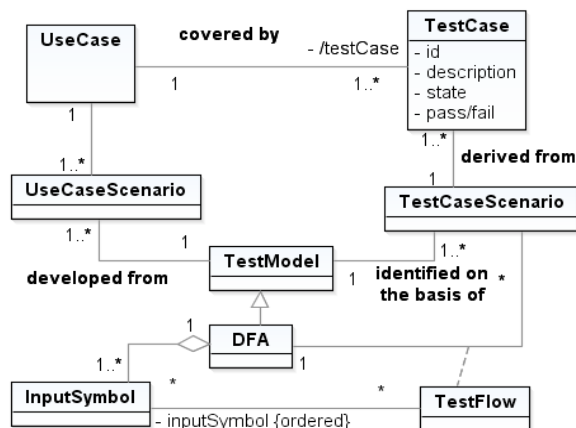 UseCase
covered by
TestCase
- /testCase
- id
- description
- state
- pass/fail
1
1..*
1
1..*
1..*
derived from
1
UseCaseScenario
TestCaseScenario
1..*
1
TestModel
1
1..*
developed from
identified on
the basis of
*
1
DFA
1
1..*
*
*
InputSymbol
TestFlow
- inputSymbol {ordered}